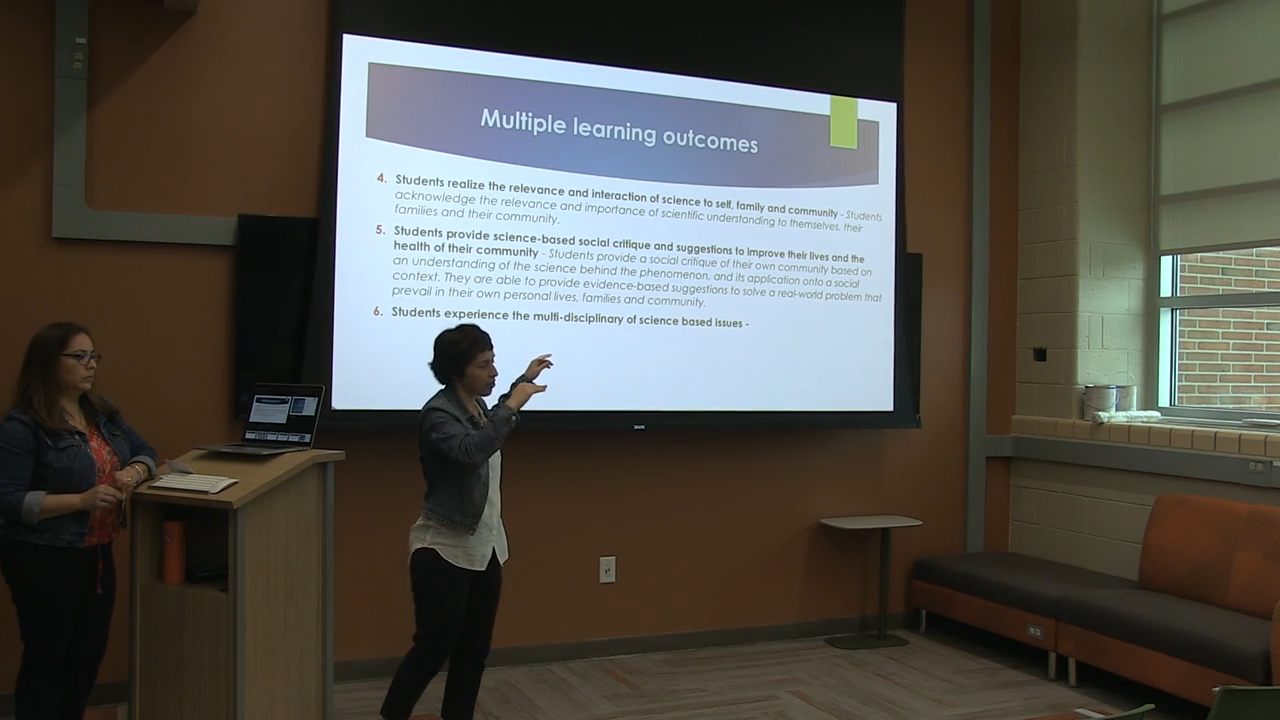 Multiple learning outcomes
4. Students realize the relevance and interaction of science to self, family and community - Students
acknowledge the relevance and importance of scientific understanding to themselves, their
families and their community.
5. Students provide science-based social critique and suggestions to improve their lives and the
health of their community - Students provide a social critique of their own community based on
an understanding of the science behind the phenomenon, and its application onto a social
context. They are able to provide evidence-based suggestions to solve a real-world problem that
prevail in their own personal lives, families and community.
6. Students experience the multi-disciplinary of science based issues -